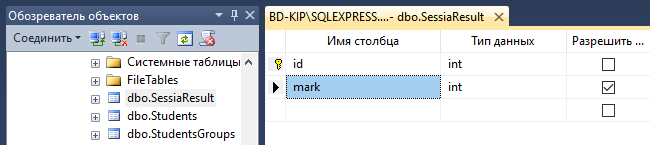 Обозреватель объектов
Соединить
Системные таблицы
FileTables
dbo.SessiaResult
dbo.Students
dbo.StudentsGroups
BD-KIP\SQLEXPRESS....- dbo.SessiaResult
Имя столбца Тип данных Разрешить ...
id int
mark int